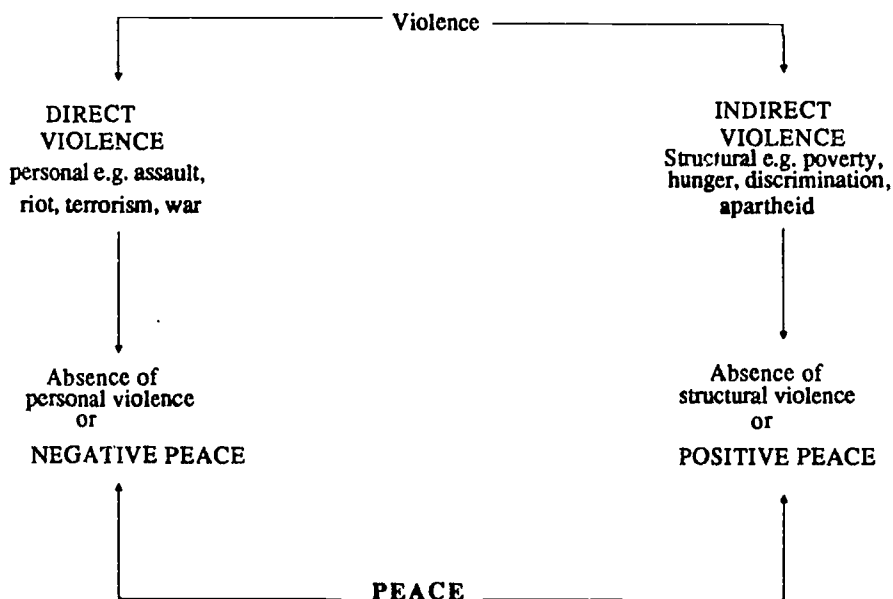 Violence
DIRECT
VIOLENCE
personal e.g. assault,
riot, terrorism, war
INDIRECT
VIOLENCE
Structural e.g. poverty,
hunger, discrimination,
apartheid
Absence of
personal violence
or
NEGATIVE PEACE
Absence of
structural violence
or
POSITIVE PEACE
PEACE